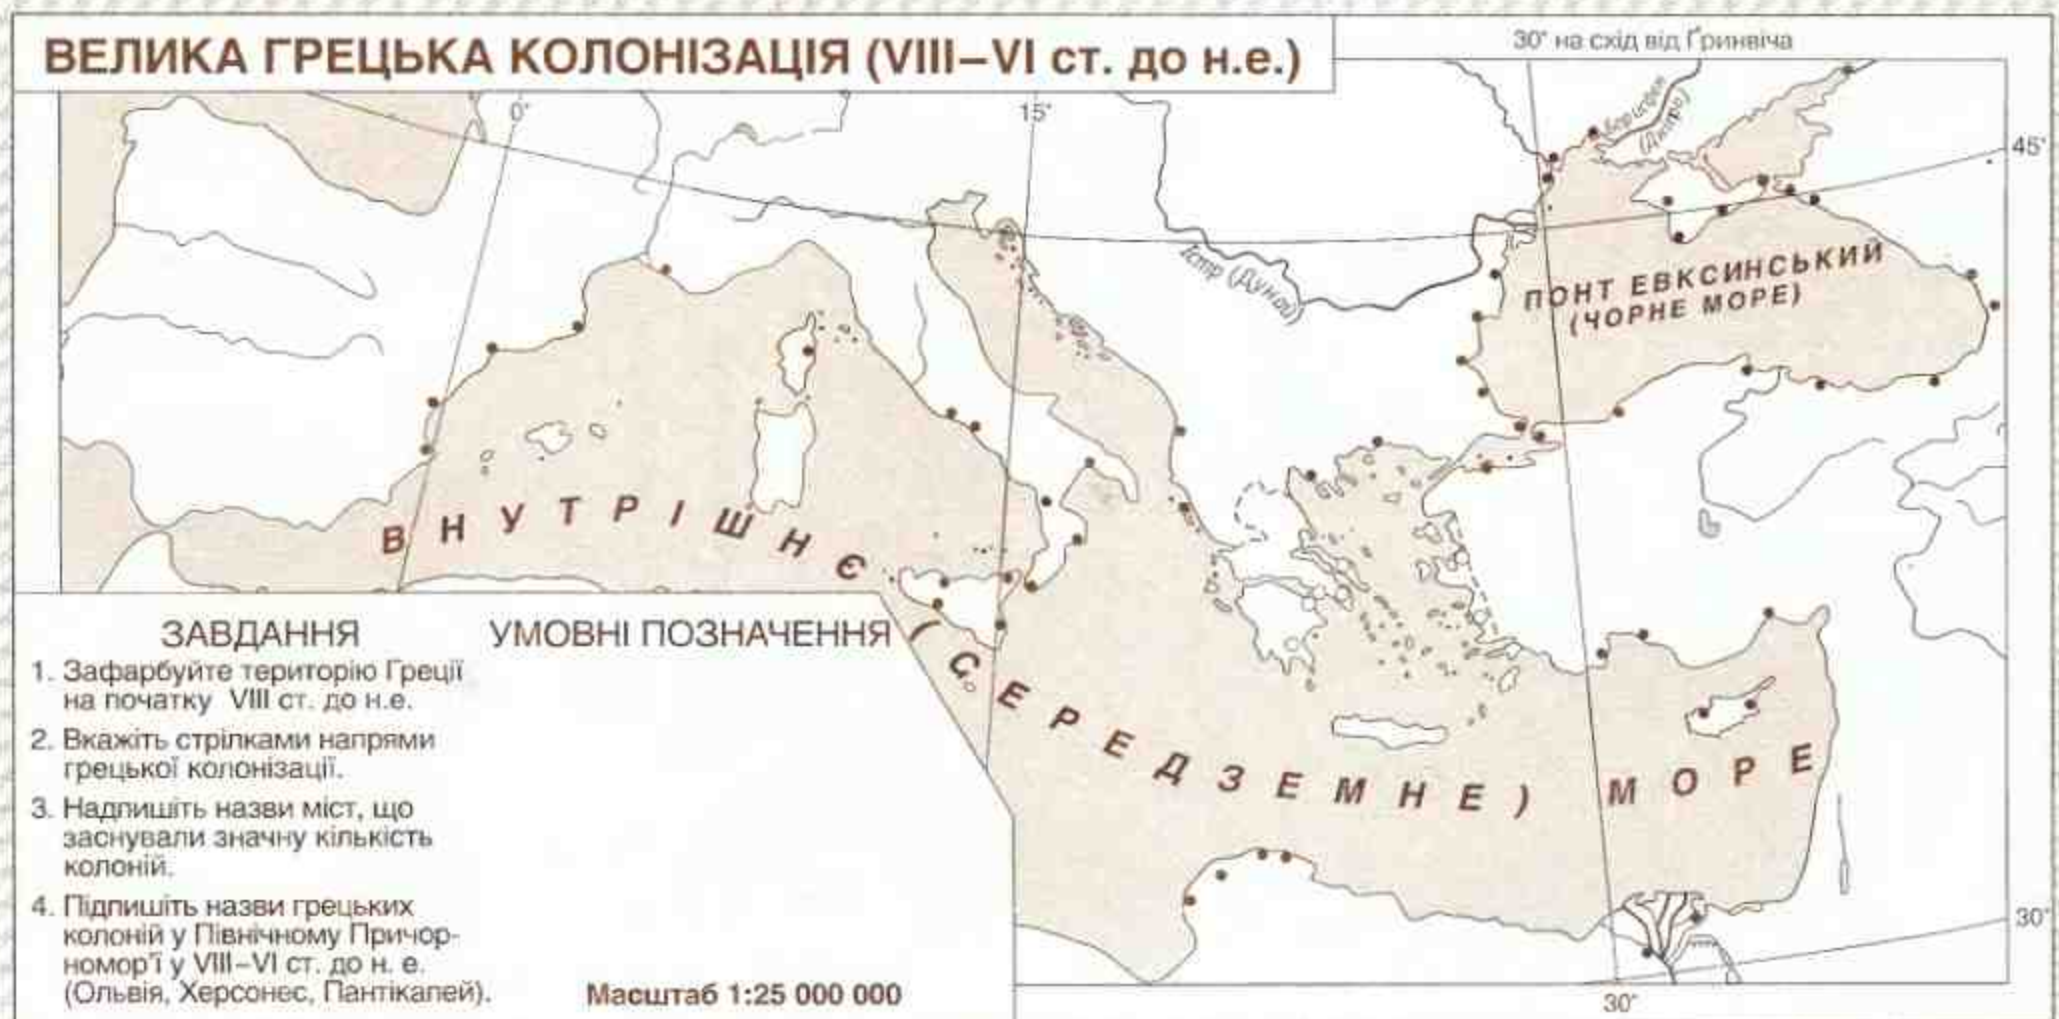 ВЕЛИКА ГРЕЦЬКА КОЛОНІЗАЦІЯ (VIII–VI ст. до н.е.)
30° на схід від Ґринвіча
0°
15°
45°
Борісфен
(Дніпро)
Істр (Дунай)
ПОНТ ЕВКСИНСЬКИЙ
(ЧОРНЕ МОРЕ)
ВНУТРІШНЄ (СЕРЕДЗЕМНЕ) МОРЕ
30°
30°
ЗАВДАННЯ
1. Зафарбуйте територію Греції
на початку VIII ст. до н.е.
2. Вкажіть стрілками напрями
грецької колонізації.
3. Надпишіть назви міст, що
заснували значну кількість
колоній.
4. Підпишіть назви грецьких
колоній у Північному Причор-
номор'ї у VIII–VI ст. до н. е.
(Ольвія, Херсонес, Пантікапей).
УМОВНІ ПОЗНАЧЕННЯ
Масштаб 1:25 000 000